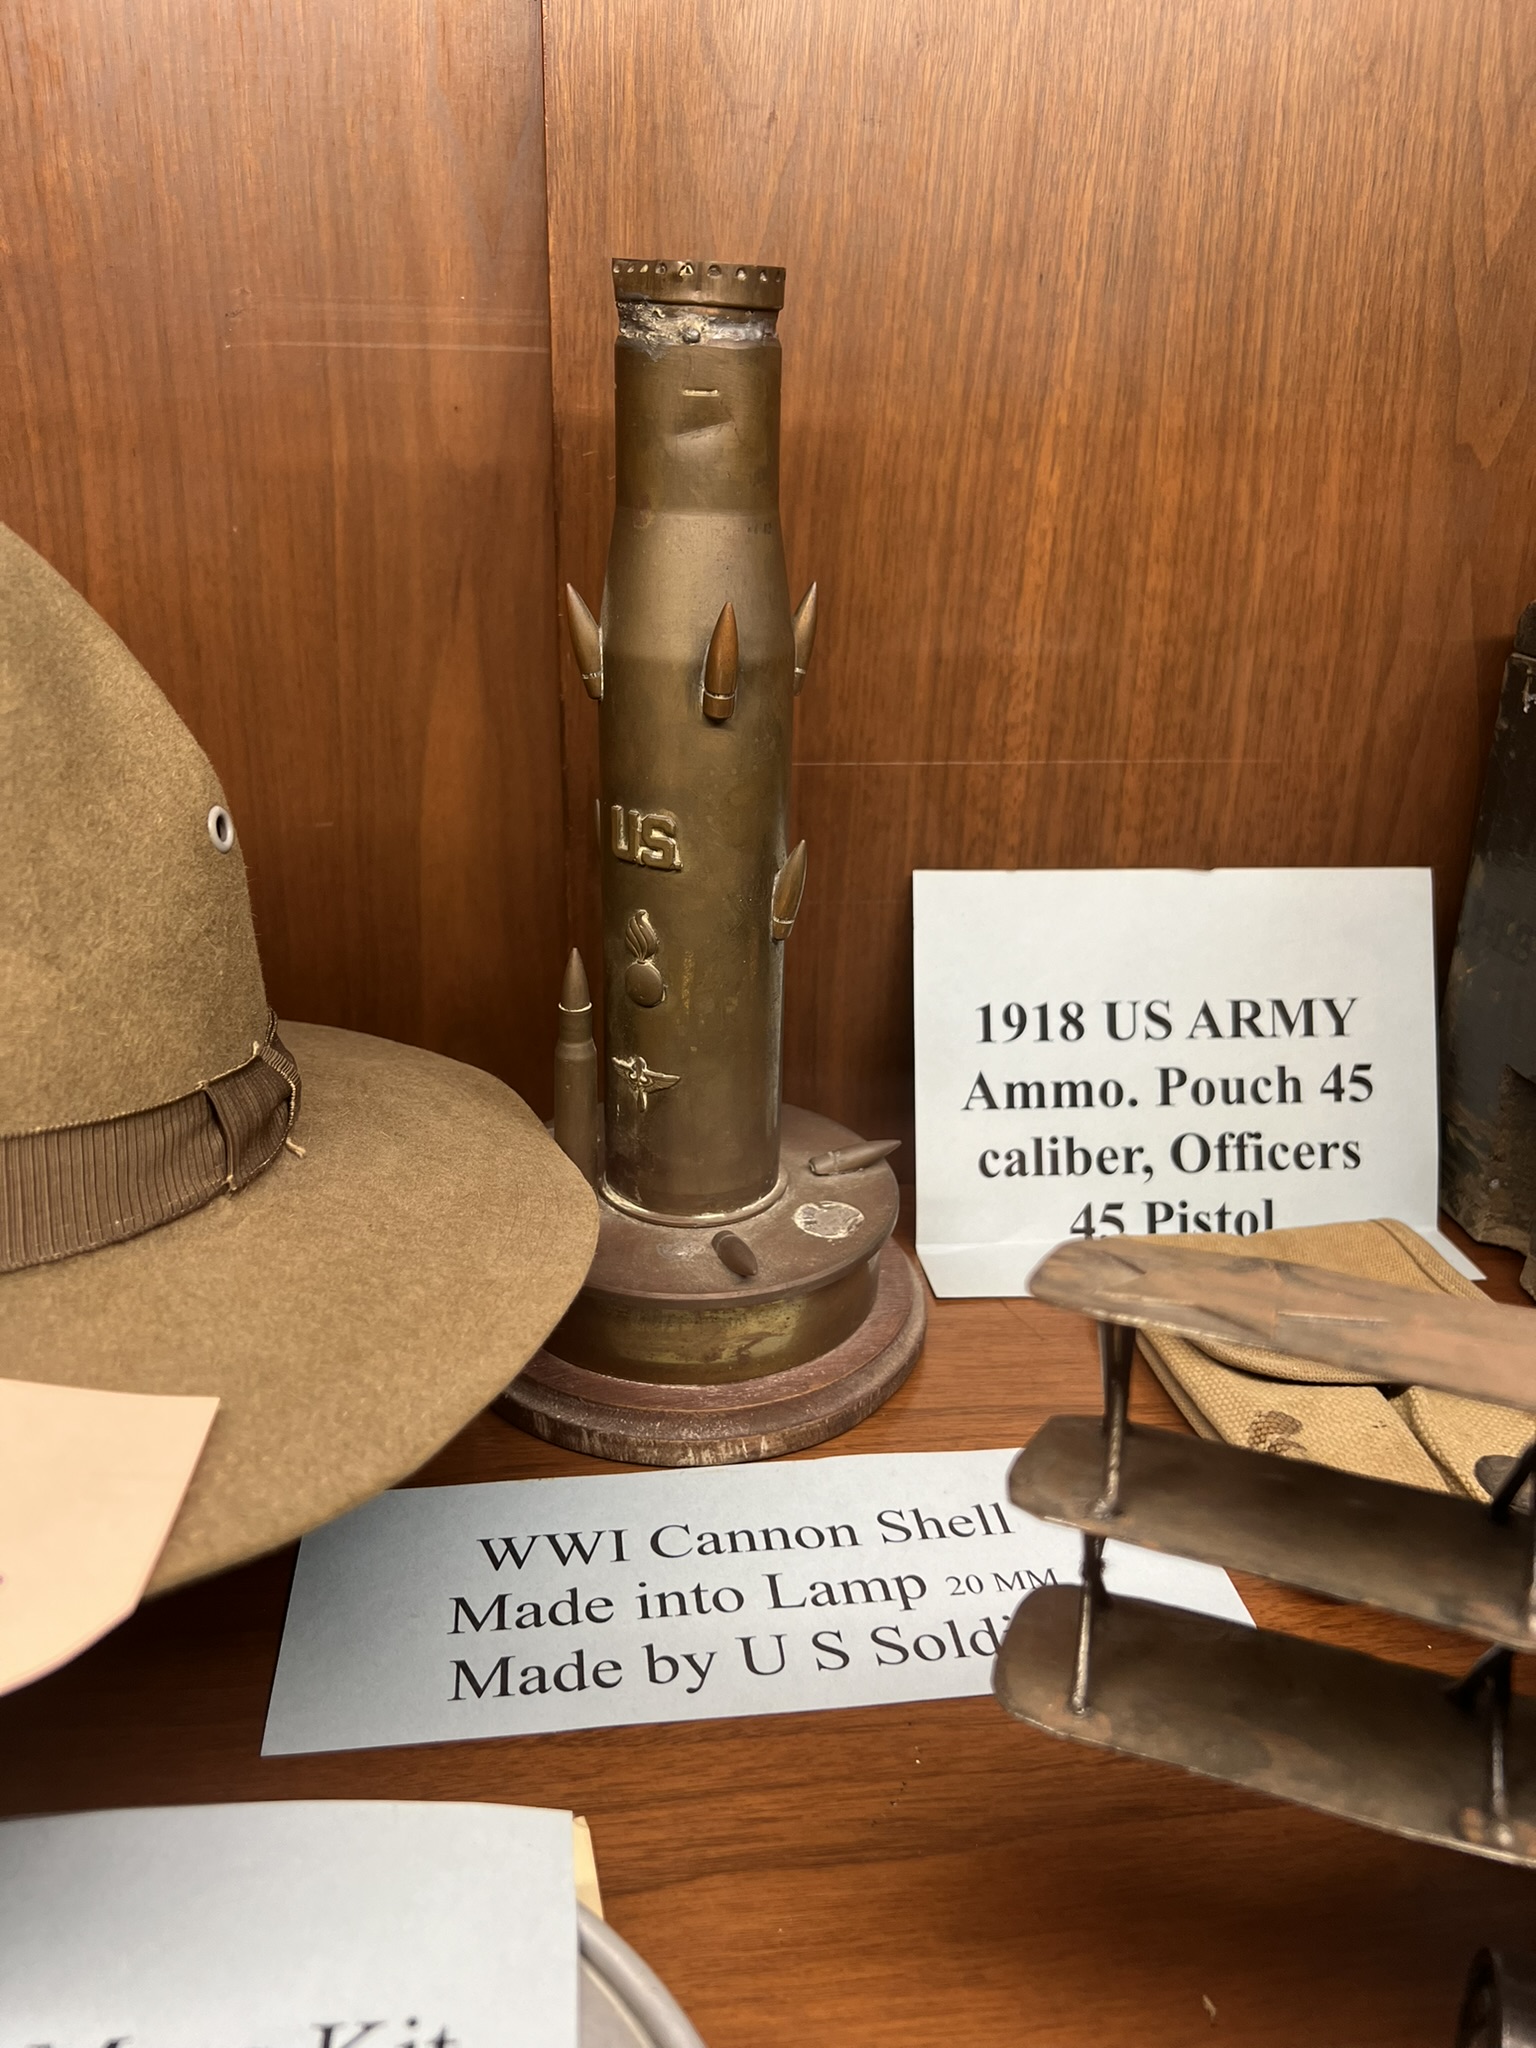 U.S.
1918 US ARMY
Ammo. Pouch 45
caliber, Officers
45 Pistol
WWI Cannon Shell
Made into Lamp 20 MM
Made by U S
Kit